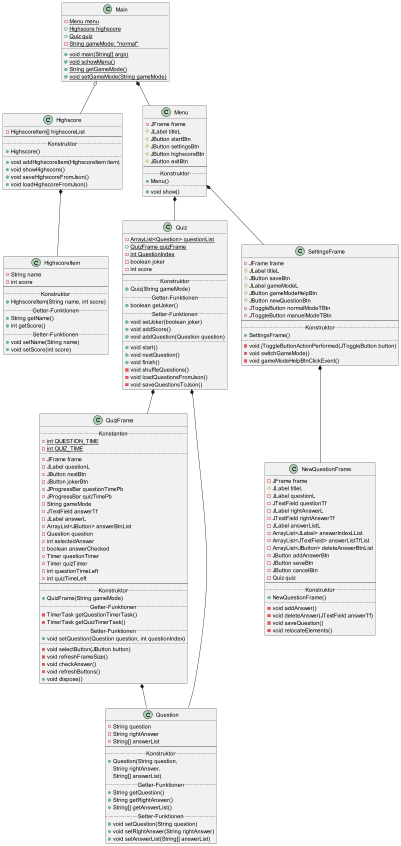 C Main
Menu menu
Highscore highscore
Quiz quiz
String gameMode: "normal"
void main(String[] args)
void schowMenu()
String getGameMode()
void setGameMode(String gameMode)
C Highscore
HighscoreItem[] highscoreList
Konstruktor
Highscore()
void addHighscoreItem(HighscoreItem item)
void showHighscore()
void saveHighscoreFromJson()
void loadHighscoreFromJson()
C Menu
JFrame frame
JLabel titleL
JButton startBtn
JButton settingsBtn
JButton highscoreBtn
JButton exitBtn
Konstruktor
Menu()
void show()
C HighscoreItem
String name
int score
Konstruktor
HighscoreItem(String name, int score)
Getter-Funktionen
String getName()
int getScore()
Setter-Funktionen
void setName(String name)
void setScore(int score)
C Quiz
ArrayList<Question> questionList
QuizFrame quizFrame
int QuestionIndex
boolean joker
int score
Konstruktor
Quiz(String gameMode)
Getter-Funktionen
boolean getJoker()
Setter-Funktionen
void setJoker(boolean joker)
void addScore()
void addQuestion(Question question)
void start()
void nextQuestion()
void finish()
void shuffleQuestions()
void loadQuestionsFromJson()
void saveQuestionsToJson()
C SettingsFrame
JFrame frame
JLabel titleL
JButton saveBtn
JLabel gameModeL
JButton gameModeHelpBtn
JButton newQuestionBtn
JToggleButton normalModeTBtn
JToggleButton manuelModeTBtn
Konstruktor
SettingsFrame()
void jToggleButtonActionPerformed(JToggleButton button)
void switchGameMode()
void gameModeHelpBtnClickEvent()
C QuizFrame
Konstanten
int QUESTION_TIME
int QUIZ_TIME
JFrame frame
JLabel questionL
JButton nextBtn
JButton jokerBtn
JProgressBar questionTimePb
JProgressBar quizTimePb
String gameMode
JTextField answerTf
JLabel answerL
ArrayList<JButton> answerBtnList
Question question
int selectedAnswer
boolean answerChecked
Timer questionTimer
Timer quizTimer
int questionTimeLeft
int quizTimeLeft
Konstruktor
QuizFrame(String gameMode)
Getter-Funktionen
TimerTask getQuestionTimerTask()
TimerTask getQuizTimerTask()
Setter-Funktionen
void setQuestion(Question question, int questionIndex)
void selectButton(JButton button)
void refreshFrameSize()
void checkAnswer()
void refreshButtons()
void dispose()
C NewQuestionFrame
JFrame frame
JLabel titleL
JLabel questionL
JTextField questionTf
JLabel rightAnswerL
JTextField rightAnswerTf
JLabel answerListL
ArrayList<JLabel> answerIndexLList
ArrayList<JTextField> answerListTfList
ArrayList<JButton> deleteAnswerBtnList
JButton addAnswerBtn
JButton saveBtn
JButton cancelBtn
Quiz quiz
Konstruktor
NewQuestionFrame()
void addAnswer()
void deleteAnswer(JTextField answerTf)
void saveQuestion()
void relocateElements()
C Question
String question
String rightAnswer
String[] answerList
Konstruktor
Question(String question,
String rightAnswer,
String[] answerList)
Getter-Funktionen
String getQuestion()
String getRightAnswer()
String[] getAnswerList()
Setter-Funktionen
void setQuestion(String question)
void setRightAnswer(String rightAnswer)
void setAnswerList(String[] answerList)